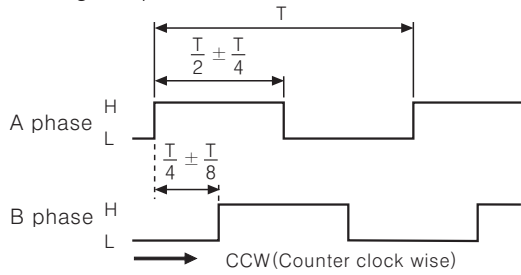 T
T/2 ± T/4
H
A phase
L
T/4 ± T/8
H
B phase
L
CCW(Counter clock wise)